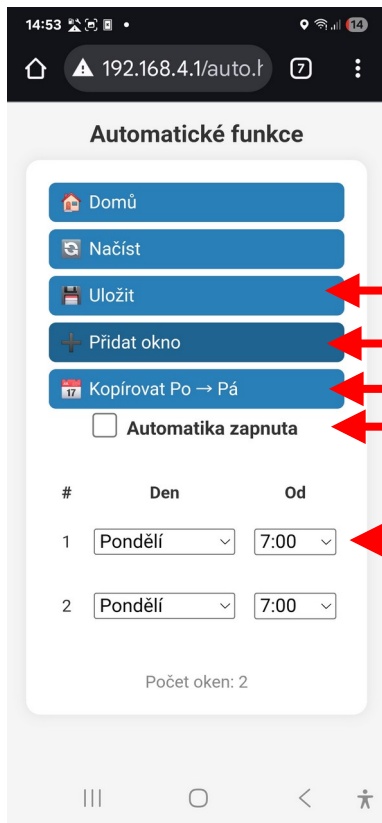 14:53 14
192.168.4.1/auto.h 7
Automatické funkce
Domů
Načíst
Uložit
Přidat okno
17 Kopírovat Po → Pá
Automatika zapnuta
# Den Od
1 Pondělí 7:00
2 Pondělí 7:00
Počet oken: 2